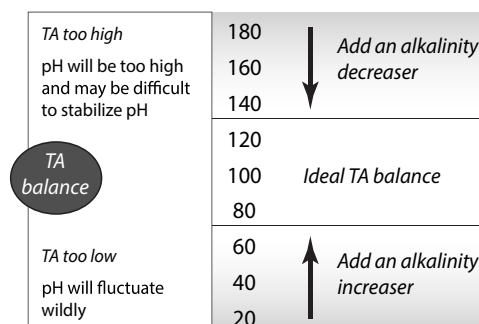 TA too high
pH will be too high
and may be difficult
to stabilize pH
TA
balance
TA too low
pH will fluctuate
wildly
180
160
140
120
100
80
60
40
20
Add an alkalinity
decreaser
Ideal TA balance
Add an alkalinity
increaser